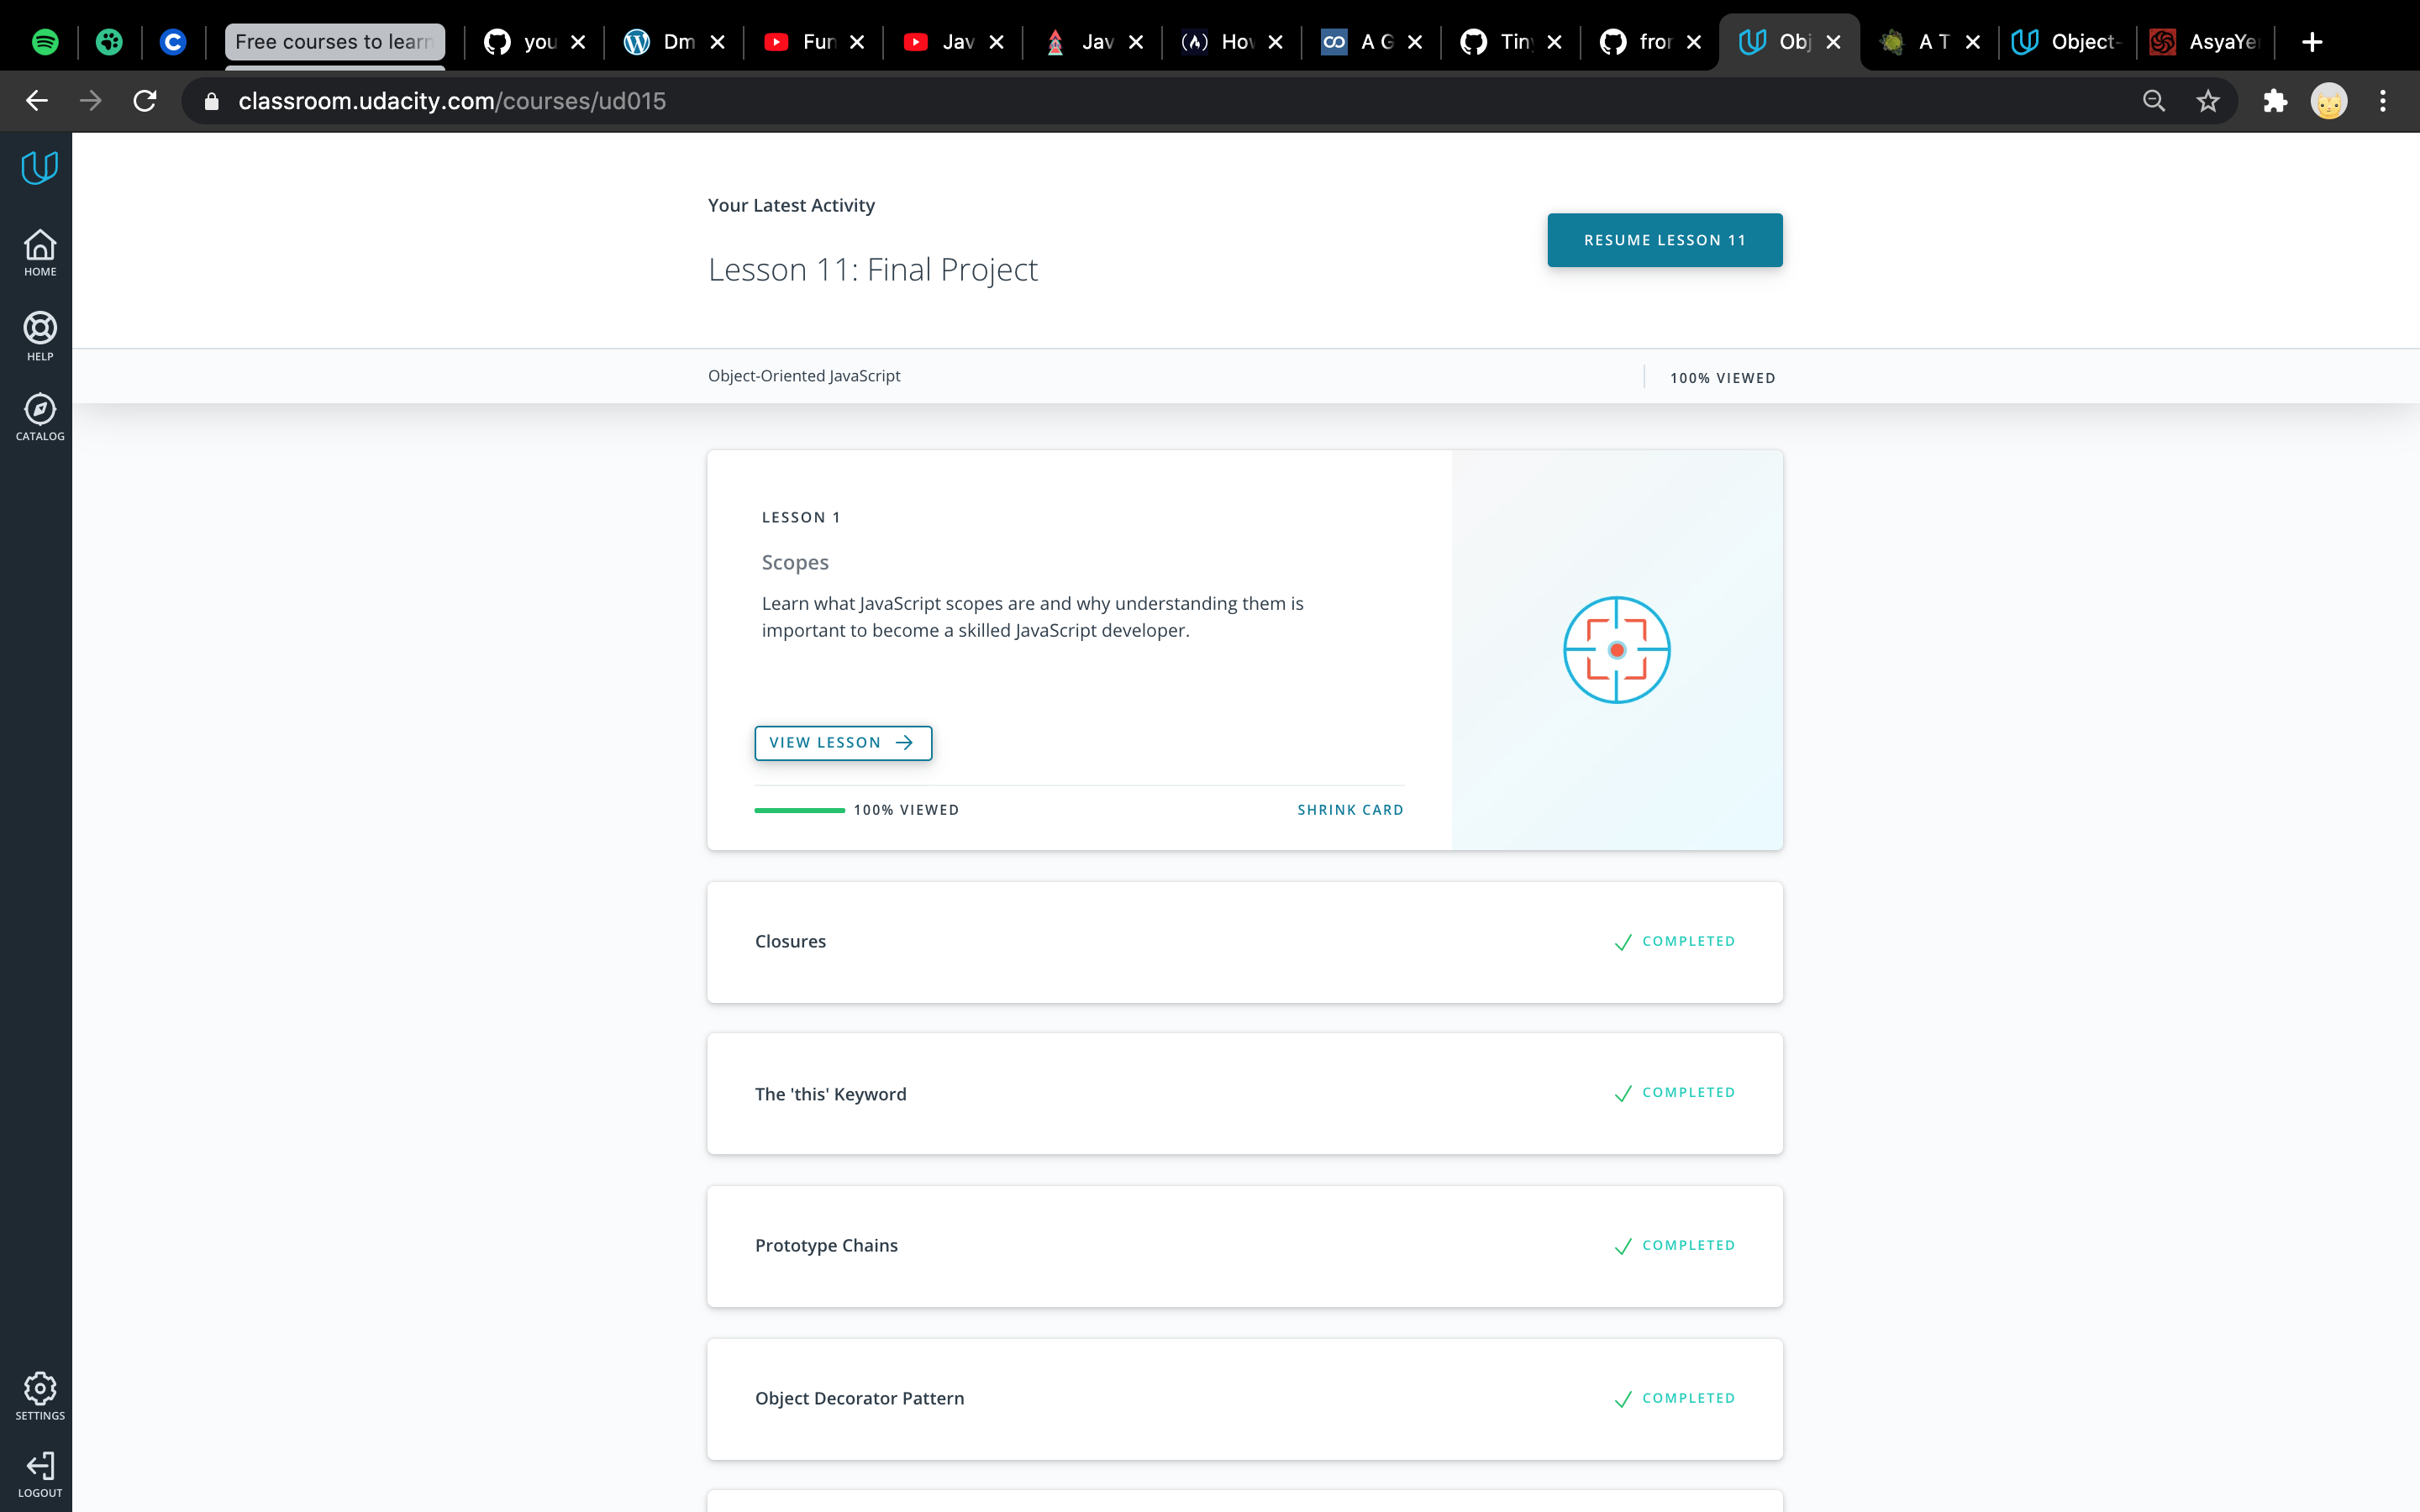 Free courses to learn
you
Dm
Fun
Jav
Jav
How
A G
Tiny
fror
Obj
A T
Object-
AsyaYe
classroom.udacity.com/courses/ud015
HOME
HELP
CATALOG
SETTINGS
LOGOUT
Your Latest Activity
Lesson 11: Final Project
RESUME LESSON 11
Object-Oriented JavaScript
100% VIEWED
LESSON 1
Scopes
Learn what JavaScript scopes are and why understanding them is
important to become a skilled JavaScript developer.
VIEW LESSON
100% VIEWED
SHRINK CARD
Closures
COMPLETED
The 'this' Keyword
COMPLETED
Prototype Chains
COMPLETED
Object Decorator Pattern
COMPLETED